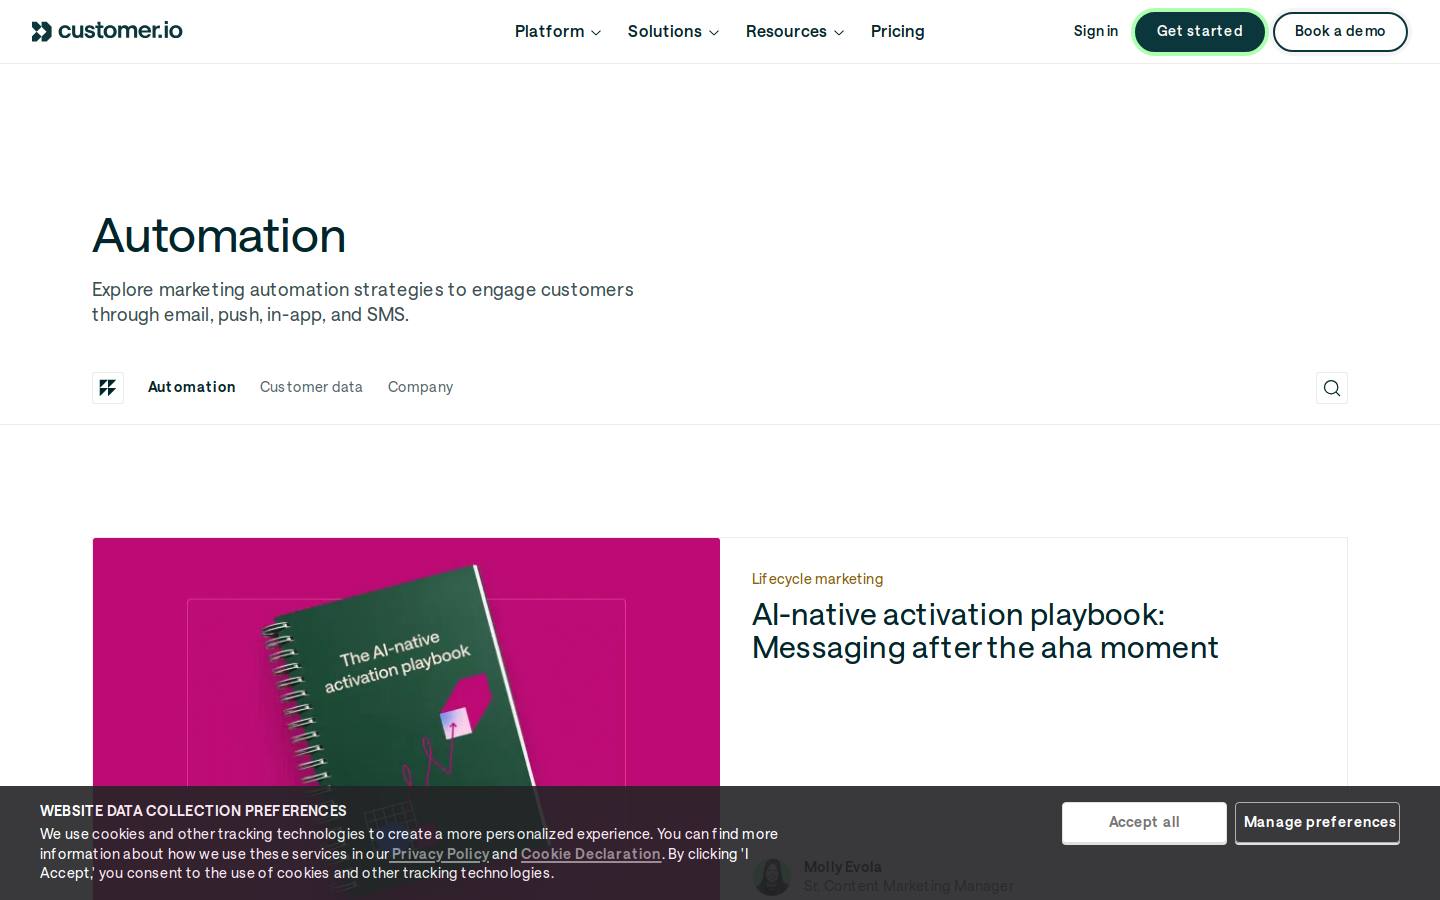 customer.io
Platform
Solutions
Resources
Pricing
Sign in
Get started
Book a demo
Automation
Explore marketing automation strategies to engage customers
through email, push, in-app, and SMS.
Automation
Customer data
Company
The AI-native
activation playbook
Lifecycle marketing
AI-native activation playbook:
Messaging after the aha moment
Molly Evola
Sr. Content Marketing Manager
WEBSITE DATA COLLECTION PREFERENCES
We use cookies and other tracking technologies to create a more personalized experience. You can find more
information about how we use these services in our Privacy Policy and Cookie Declaration. By clicking 'I
Accept,' you consent to the use of cookies and other tracking technologies.
Accept all
Manage preferences